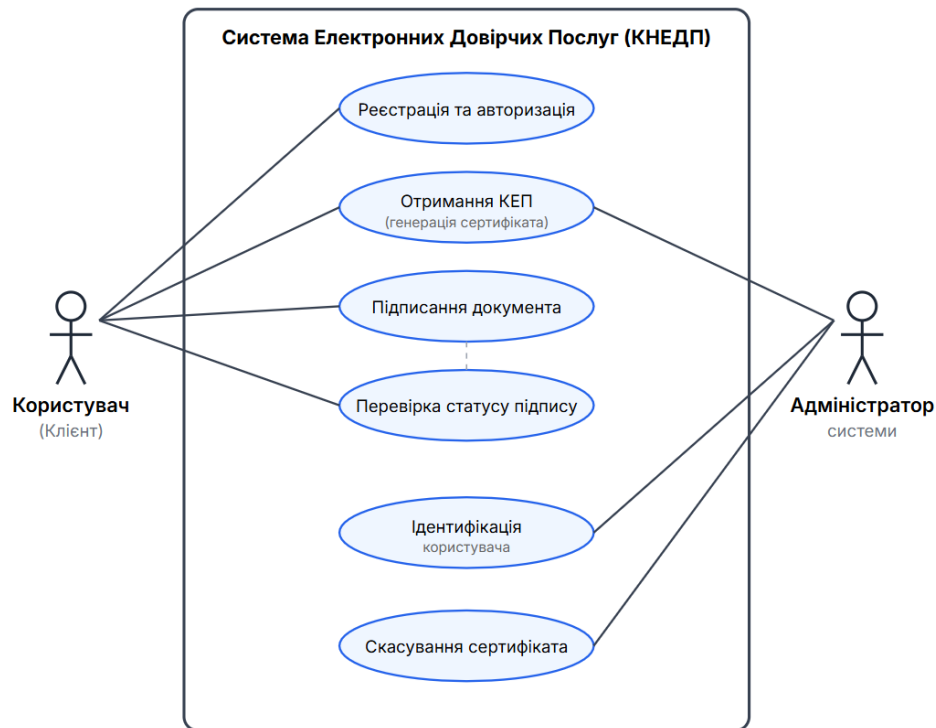 Система Електронних Довірчих Послуг (КНЕДП)
Реєстрація та авторизація
Отримання КЕП
(генерація сертифіката)
Підписання документа
Перевірка статусу підпису
Користувач
(Клієнт)
Адміністратор
системи
Ідентифікація
користувача
Скасування сертифіката